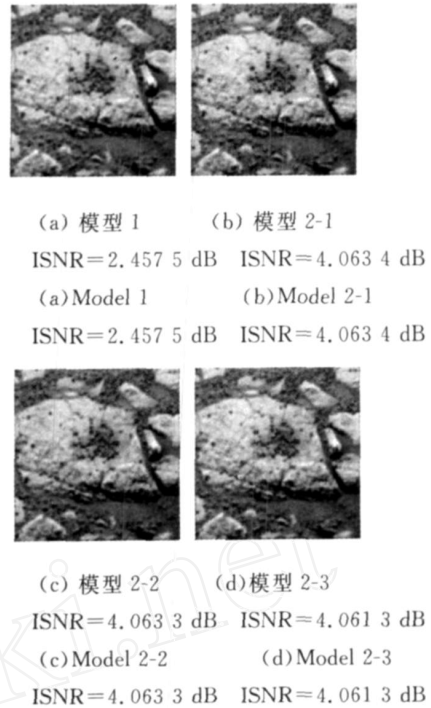 (a) 模型 1 (b) 模型 2-1
ISNR=2.457 5 dB ISNR=4.063 4 dB
(a)Model 1 (b)Model 2-1
ISNR=2.457 5 dB ISNR=4.063 4 dB
(c) 模型 2-2 (d)模型 2-3
ISNR=4.063 3 dB ISNR=4.061 3 dB
(c)Model 2-2 (d)Model 2-3
ISNR=4.063 3 dB ISNR=4.061 3 dB
ki.net